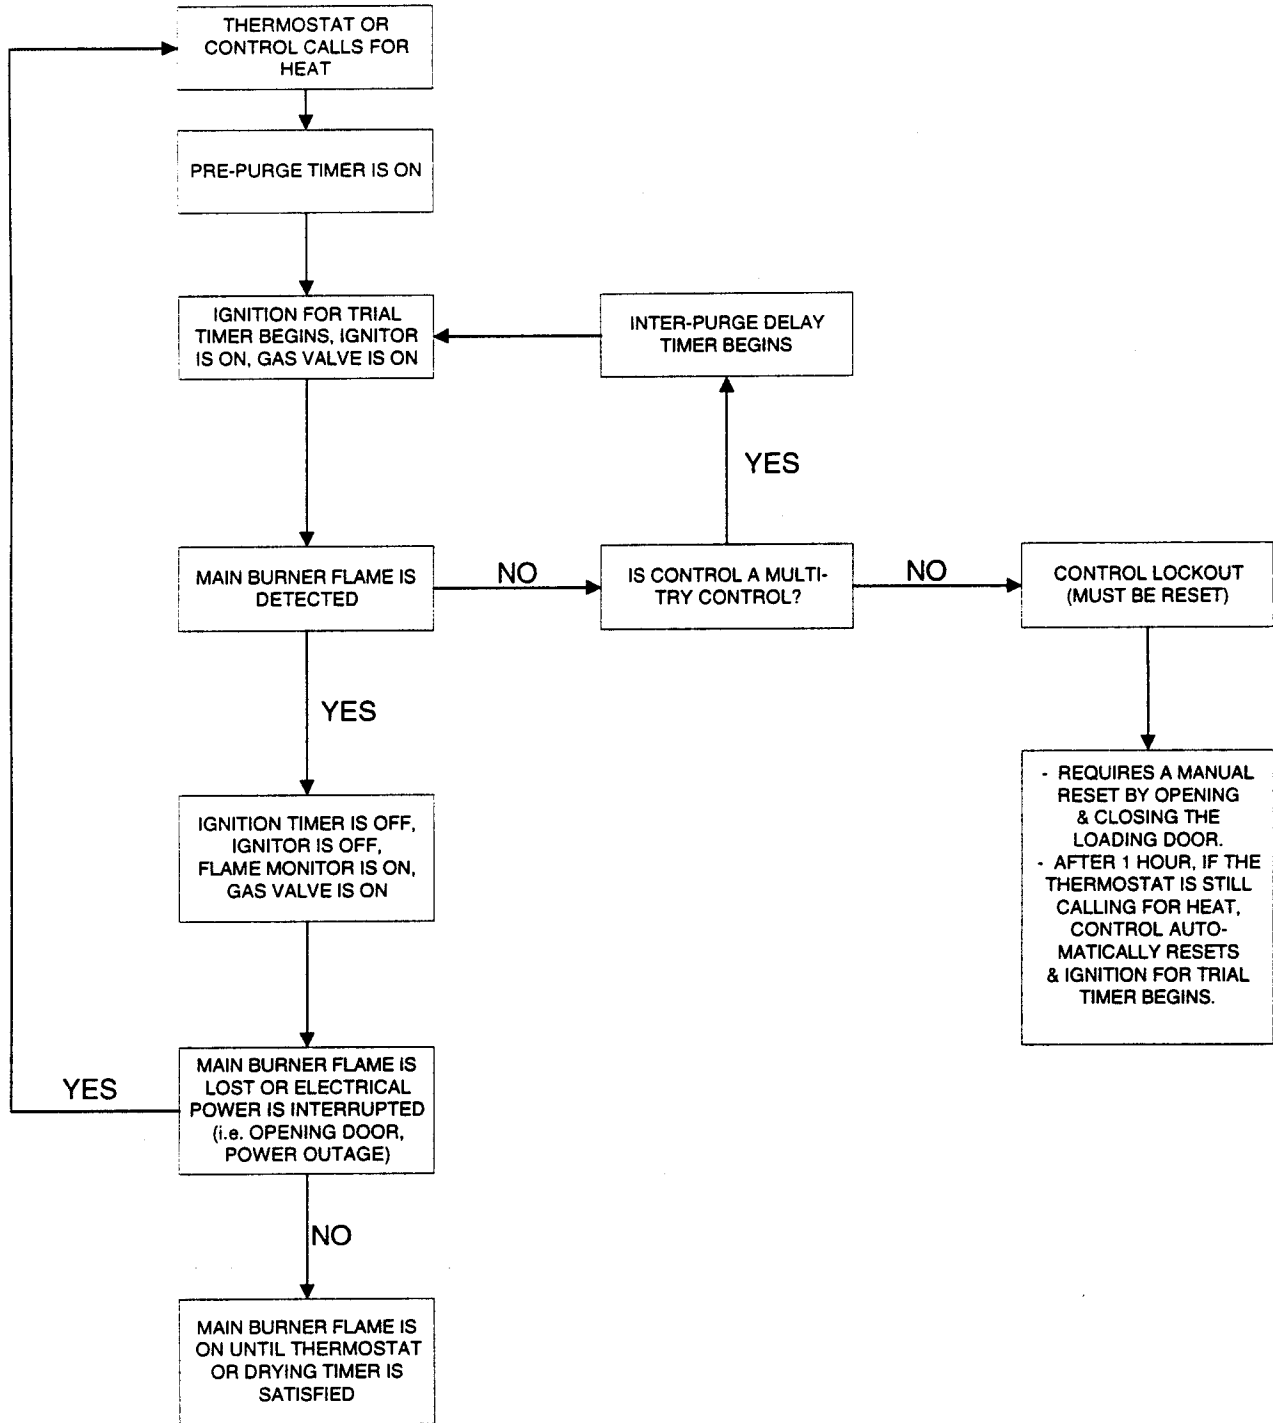 THERMOSTAT OR
CONTROL CALLS FOR
HEAT
PRE-PURGE TIMER IS ON
IGNITION FOR TRIAL
TIMER BEGINS, IGNITOR
IS ON, GAS VALVE IS ON
INTER-PURGE DELAY
TIMER BEGINS
YES
MAIN BURNER FLAME IS
DETECTED
NO
IS CONTROL A MULTI-
TRY CONTROL?
NO
CONTROL LOCKOUT
(MUST BE RESET)
YES
IGNITION TIMER IS OFF,
IGNITOR IS OFF,
FLAME MONITOR IS ON,
GAS VALVE IS ON
- REQUIRES A MANUAL
RESET BY OPENING
& CLOSING THE
LOADING DOOR.
- AFTER 1 HOUR, IF THE
THERMOSTAT IS STILL
CALLING FOR HEAT,
CONTROL AUTO-
MATICALLY RESETS
& IGNITION FOR TRIAL
TIMER BEGINS.
YES
MAIN BURNER FLAME IS
LOST OR ELECTRICAL
POWER IS INTERRUPTED
(i.e. OPENING DOOR,
POWER OUTAGE)
NO
MAIN BURNER FLAME IS
ON UNTIL THERMOSTAT
OR DRYING TIMER IS
SATISFIED